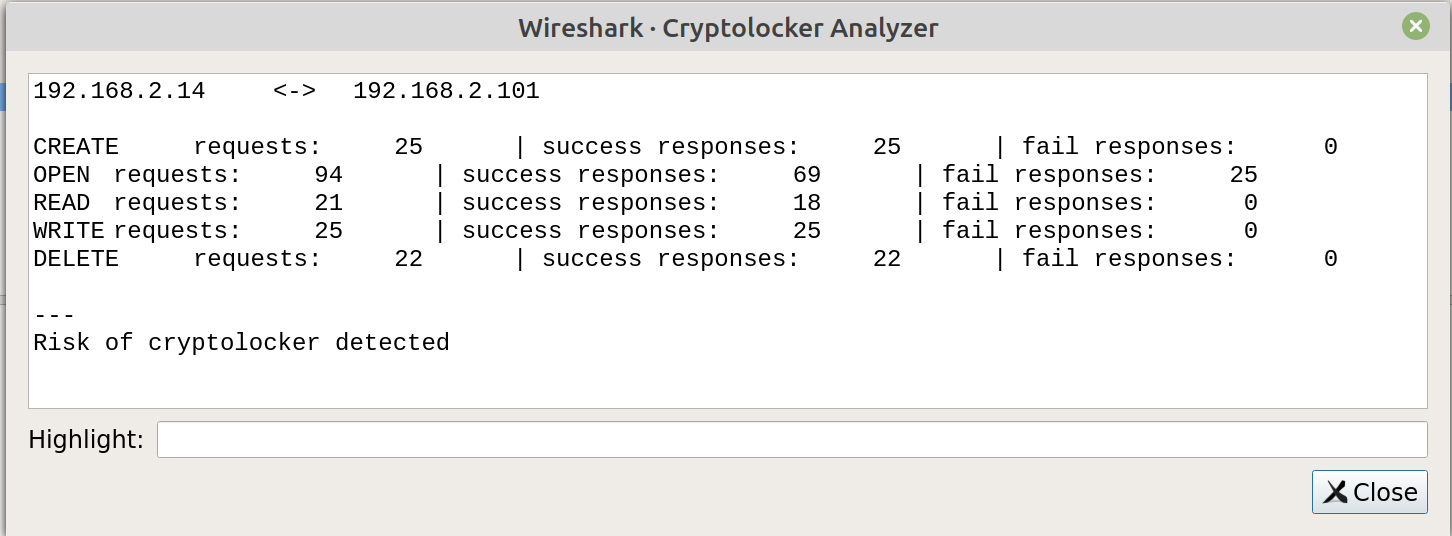 Wireshark · Cryptolocker Analyzer
192.168.2.14 <-> 192.168.2.101
CREATE requests: 25 | success responses: 25 | fail responses: 0
OPEN requests: 94 | success responses: 69 | fail responses: 25
READ requests: 21 | success responses: 18 | fail responses: 0
WRITE requests: 25 | success responses: 25 | fail responses: 0
DELETE requests: 22 | success responses: 22 | fail responses: 0
---
Risk of cryptolocker detected
Highlight:
Close